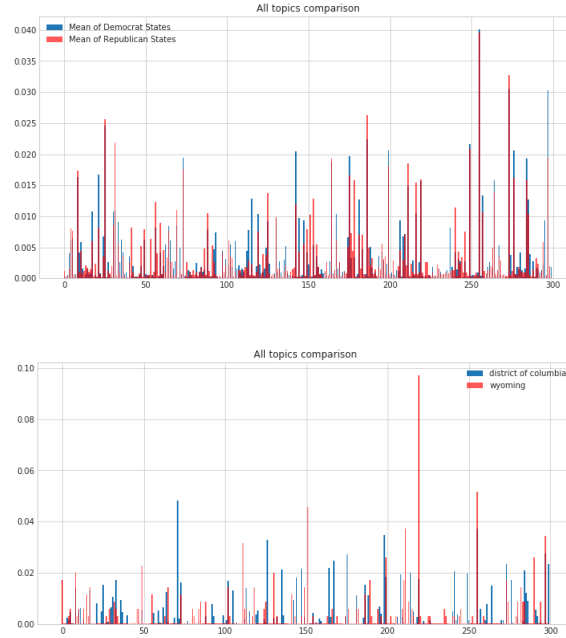 All topics comparison
Mean of Democrat States
Mean of Republican States
0.040
0.035
0.030
0.025
0.020
0.015
0.010
0.005
0.000
0 50 100 150 200 250 300
All topics comparison
district of columbia
wyoming
0.10
0.08
0.06
0.04
0.02
0.00
0 50 100 150 200 250 300